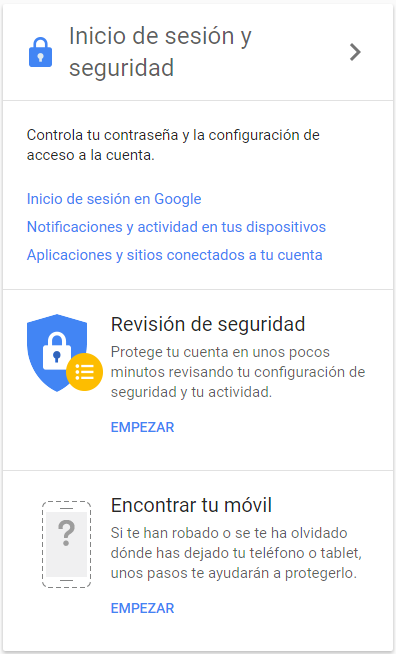 Inicio de sesión y
seguridad
Controla tu contraseña y la configuración de
acceso a la cuenta.
Inicio de sesión en Google
Notificaciones y actividad en tus dispositivos
Aplicaciones y sitios conectados a tu cuenta
Revisión de seguridad
Protege tu cuenta en unos pocos
minutos revisando tu configuración de
seguridad y tu actividad.
EMPEZAR
?
Encontrar tu móvil
Si te han robado o se te ha olvidado
dónde has dejado tu teléfono o tablet,
unos pasos te ayudarán a protegerlo.
EMPEZAR